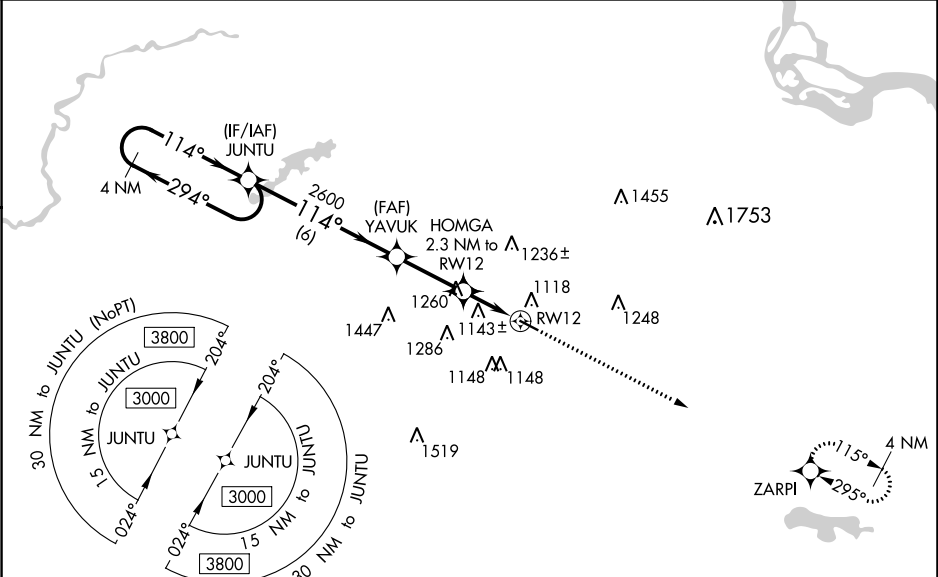 (IF/IAF)
JUNTU
114°
4 NM
294°
2600
114°
(6)
(FAF)
YAVUK
HOMGA
2.3 NM to
RW12
1455
1753
1236±
1260
1118
RW12
1248
1447
1143±
1286
1148
1148
1519
30 NM to JUNTU (NoPT)
3800
204°
15 NM to JUNTU
3000
JUNTU
024°
204°
JUNTU
3000
15 NM to JUNTU
024°
3800
30 NM to JUNTU
4 NM
115°
295°
ZARPI